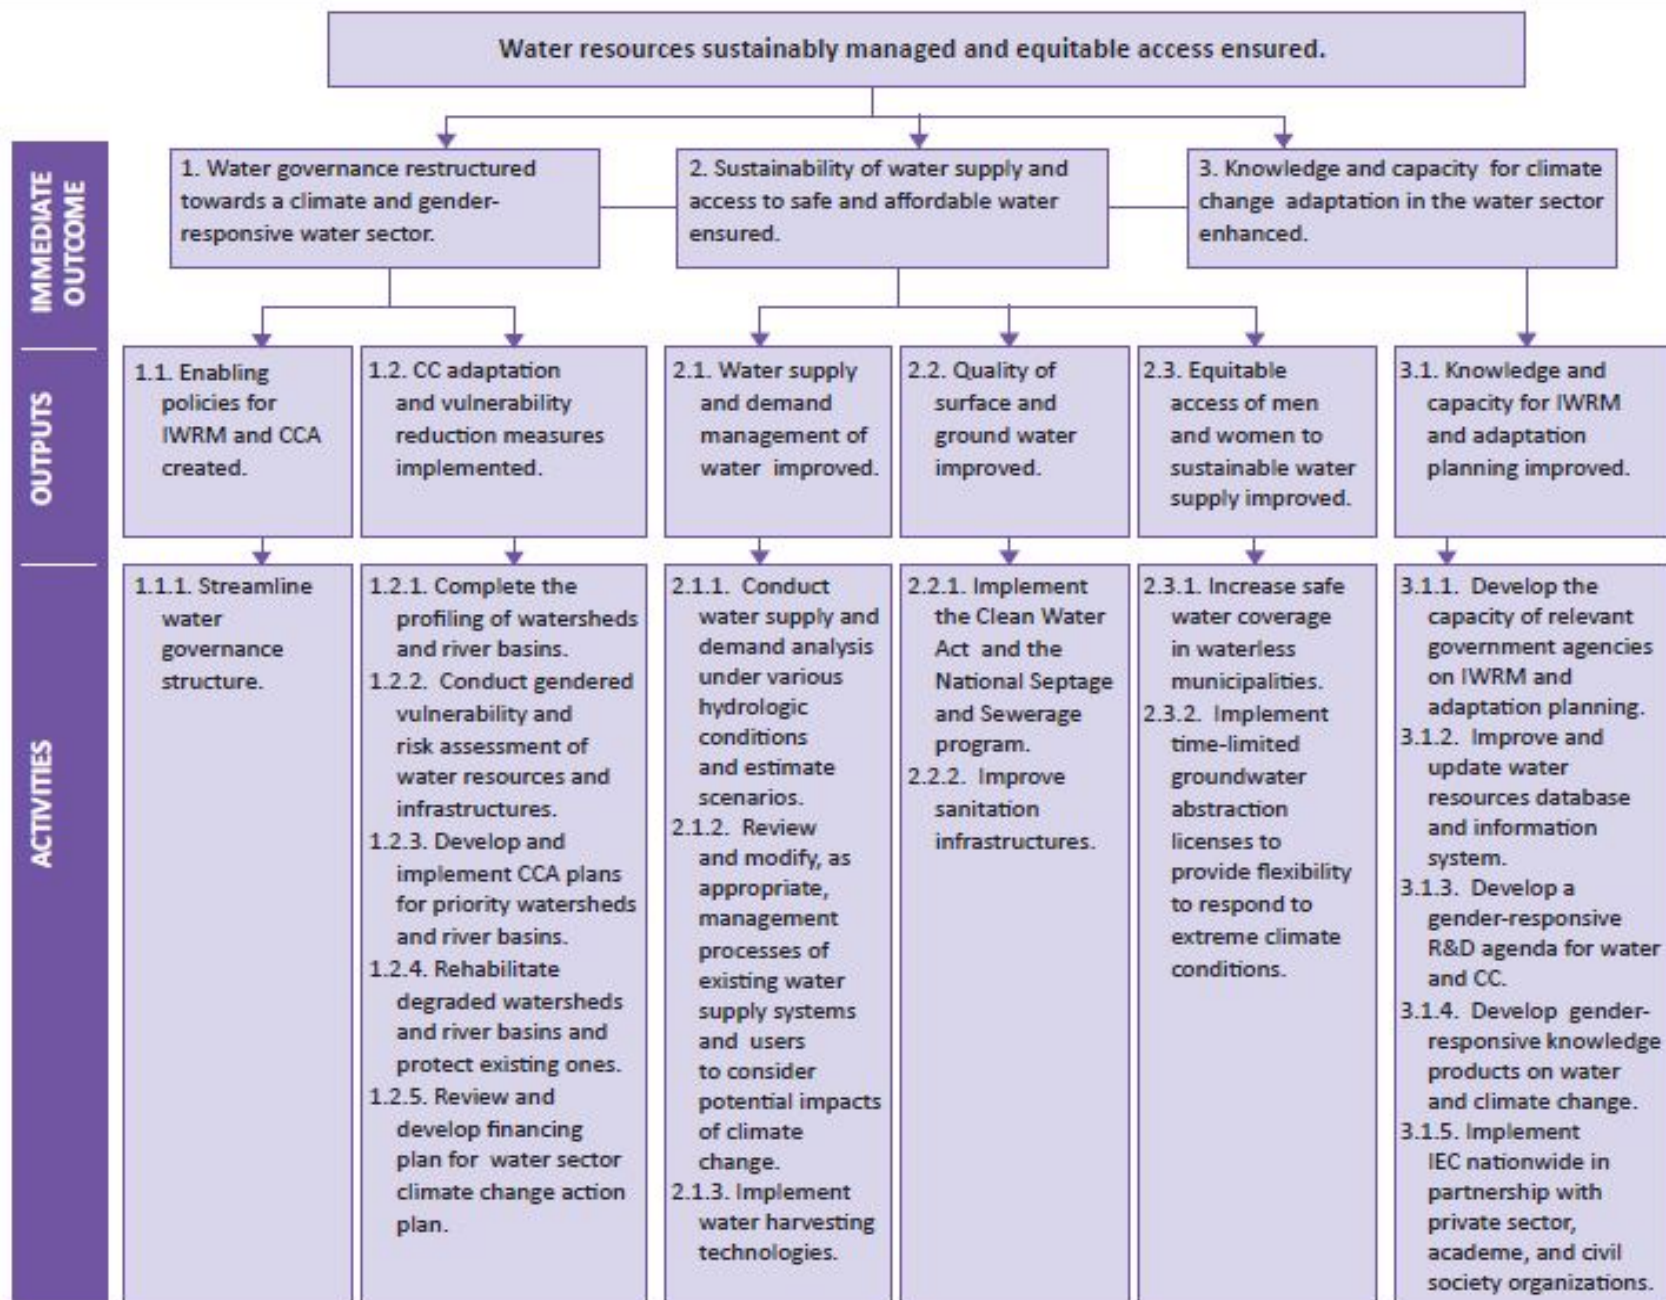 Water resources sustainably managed and equitable access ensured.
IMMEDIATE
OUTCOME
1. Water governance restructured
towards a climate and gender-
responsive water sector.
2. Sustainability of water supply and
access to safe and affordable water
ensured.
3. Knowledge and capacity for climate
change adaptation in the water sector
enhanced.
OUTPUTS
1.1. Enabling
policies for
IWRM and CCA
created.
1.2. CC adaptation
and vulnerability
reduction measures
implemented.
2.1. Water supply
and demand
management of
water improved.
2.2. Quality of
surface and
ground water
improved.
2.3. Equitable
access of men
and women to
sustainable water
supply improved.
3.1. Knowledge and
capacity for IWRM
and adaptation
planning improved.
ACTIVITIES
1.1.1. Streamline
water
governance
structure.
1.2.1. Complete the
profiling of watersheds
and river basins.
1.2.2. Conduct gendered
vulnerability and
risk assessment of
water resources and
infrastructures.
1.2.3. Develop and
implement CCA plans
for priority watersheds
and river basins.
1.2.4. Rehabilitate
degraded watersheds
and river basins and
protect existing ones.
1.2.5. Review and
develop financing
plan for water sector
climate change action
plan.
2.1.1. Conduct
water supply and
demand analysis
under various
hydrologic
conditions
and estimate
scenarios.
2.1.2. Review
and modify, as
appropriate,
management
processes of
existing water
supply systems
and users
to consider
potential impacts
of climate
change.
2.1.3. Implement
water harvesting
technologies.
2.2.1. Implement
the Clean Water
Act and the
National Septage
and Sewerage
program.
2.2.2. Improve
sanitation
infrastructures.
2.3.1. Increase safe
water coverage
in waterless
municipalities.
2.3.2. Implement
time-limited
groundwater
abstraction
licenses to
provide flexibility
to respond to
extreme climate
conditions.
3.1.1. Develop the
capacity of relevant
government agencies
on IWRM and
adaptation planning.
3.1.2. Improve and
update water
resources database
and information
system.
3.1.3. Develop a
gender-responsive
R&D agenda for water
and CC.
3.1.4. Develop gender-
responsive knowledge
products on water
and climate change.
3.1.5. Implement
IEC nationwide in
partnership with
private sector,
academe, and civil
society organizations.